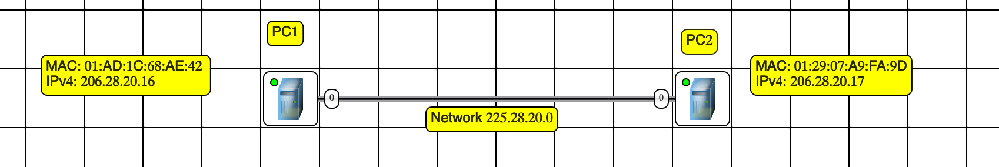 PC1
PC2
MAC: 01:AD:1C:68:AE:42
IPv4: 206.28.20.16
MAC: 01:29:07:A9:FA:9D
IPv4: 206.28.20.17
0
0
Network 225.28.20.0